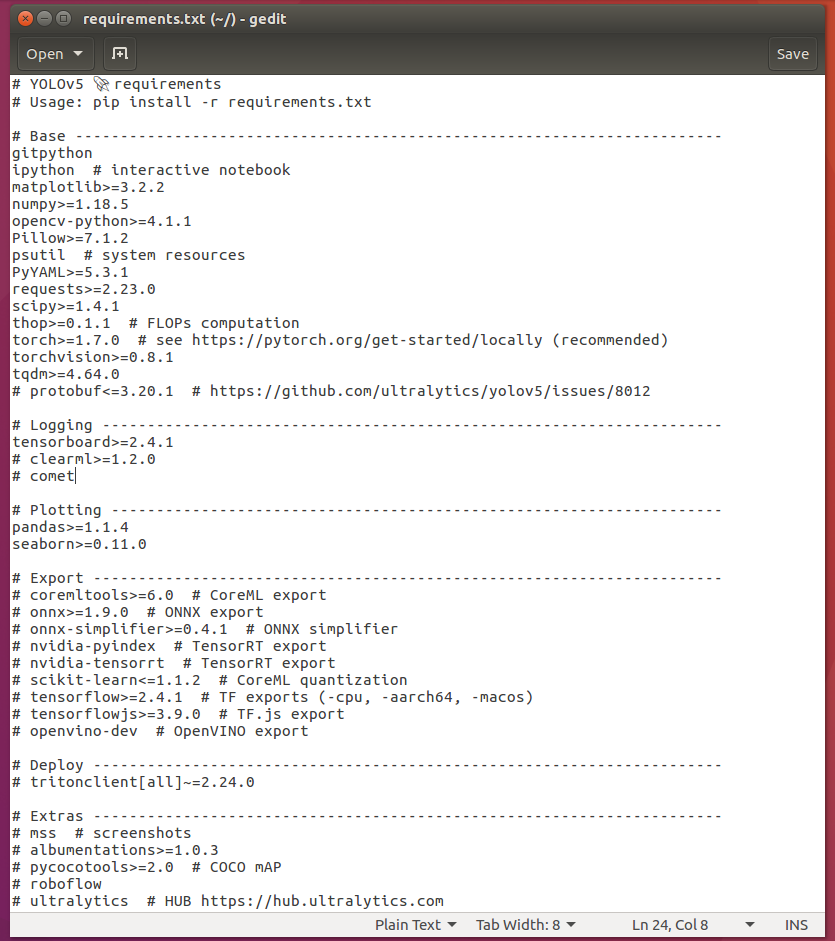 requirements.txt (~/) - gedit
Open Save
# YOLOv5 🚀 requirements
# Usage: pip install -r requirements.txt

# Base ------------------------------------------------------------------------
gitpython
ipython  # interactive notebook
matplotlib>=3.2.2
numpy>=1.18.5
opencv-python>=4.1.1
Pillow>=7.1.2
psutil  # system resources
PyYAML>=5.3.1
requests>=2.23.0
scipy>=1.4.1
thop>=0.1.1  # FLOPs computation
torch>=1.7.0  # see https://pytorch.org/get-started/locally (recommended)
torchvision>=0.8.1
tqdm>=4.64.0
# protobuf<=3.20.1  # https://github.com/ultralytics/yolov5/issues/8012

# Logging ---------------------------------------------------------------------
tensorboard>=2.4.1
# clearml>=1.2.0
# comet

# Plotting --------------------------------------------------------------------
pandas>=1.1.4
seaborn>=0.11.0

# Export ----------------------------------------------------------------------
# coremltools>=6.0  # CoreML export
# onnx>=1.9.0  # ONNX export
# onnx-simplifier>=0.4.1  # ONNX simplifier
# nvidia-pyindex  # TensorRT export
# nvidia-tensorrt  # TensorRT export
# scikit-learn<=1.1.2  # CoreML quantization
# tensorflow>=2.4.1  # TF exports (-cpu, -aarch64, -macos)
# tensorflowjs>=3.9.0  # TF.js export
# openvino-dev  # OpenVINO export

# Deploy ----------------------------------------------------------------------
# tritonclient[all]~=2.24.0

# Extras ----------------------------------------------------------------------
# mss  # screenshots
# albumentations>=1.0.3
# pycocotools>=2.0  # COCO mAP
# roboflow
# ultralytics  # HUB https://hub.ultralytics.com
Plain Text Tab Width: 8 Ln 24, Col 8 INS